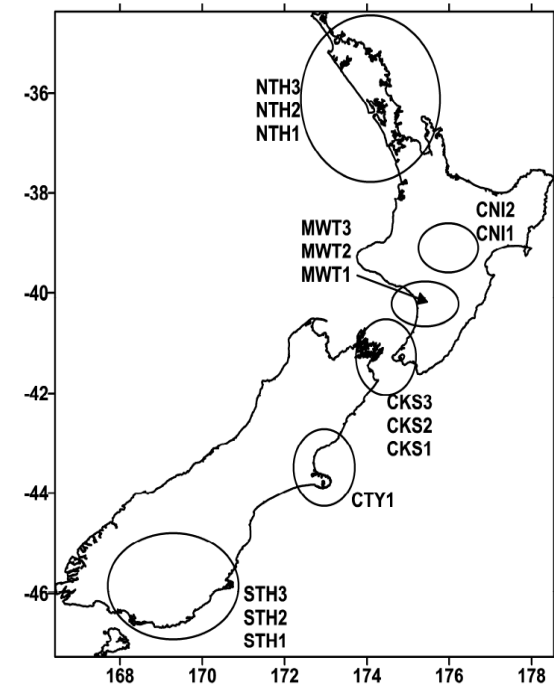 -36
-38
-40
-42
-44
-46
NTH3
NTH2
NTH1
CNI2
CNI1
MWT3
MWT2
MWT1
CKS3
CKS2
CKS1
CTY1
STH3
STH2
STH1
168 170 172 174 176 178